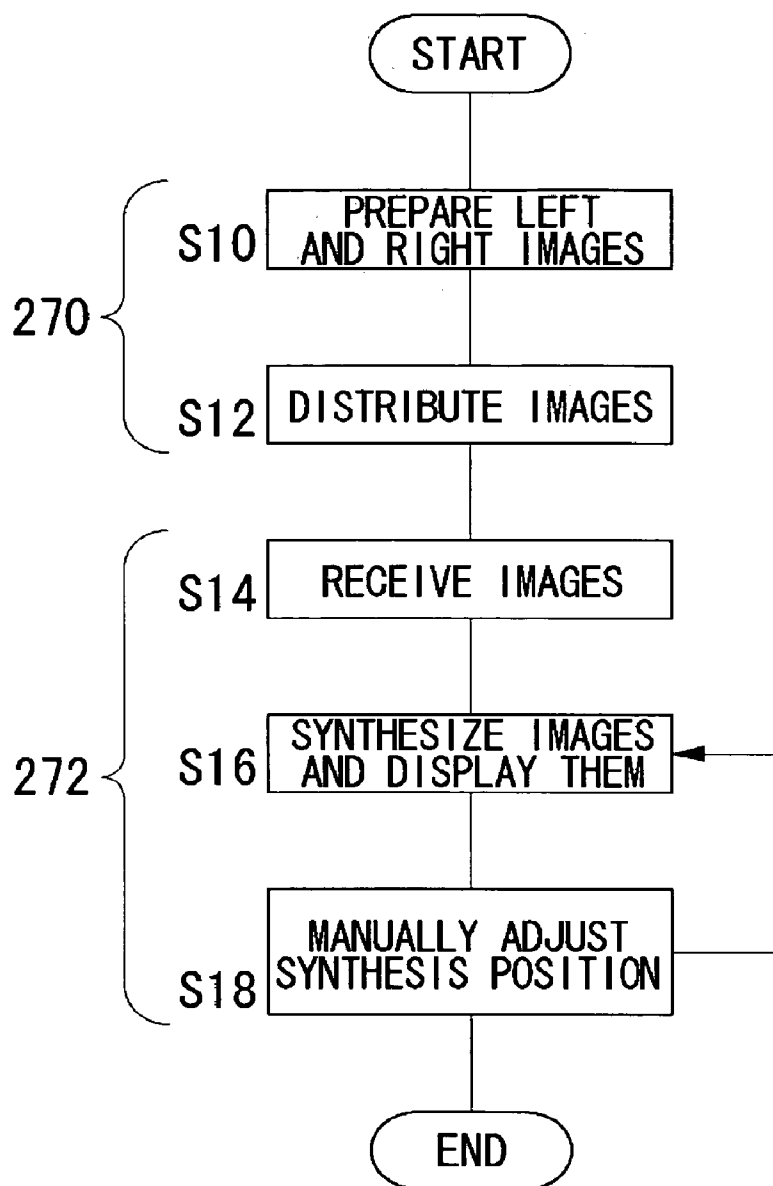 START
S10
PREPARE LEFT
AND RIGHT IMAGES
270
S12
DISTRIBUTE IMAGES
S14
RECEIVE IMAGES
272
S16
SYNTHESIZE IMAGES
AND DISPLAY THEM
S18
MANUALLY ADJUST
SYNTHESIS POSITION
END